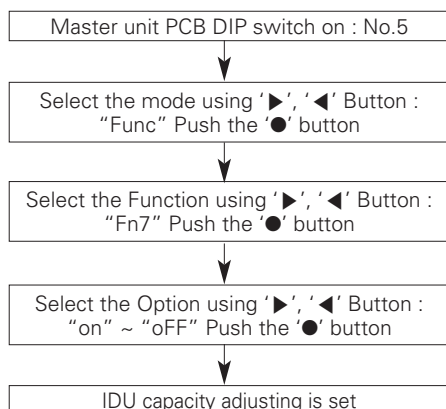 Master unit PCB DIP switch on : No.5
Select the mode using ‘▶’, ‘◀’ Button :
“Func” Push the ‘●’ button
Select the Function using ‘▶’, ‘◀’ Button :
“Fn7” Push the ‘●’ button
Select the Option using ‘▶’, ‘◀’ Button :
“on” ~ “oFF” Push the ‘●’ button
IDU capacity adjusting is set